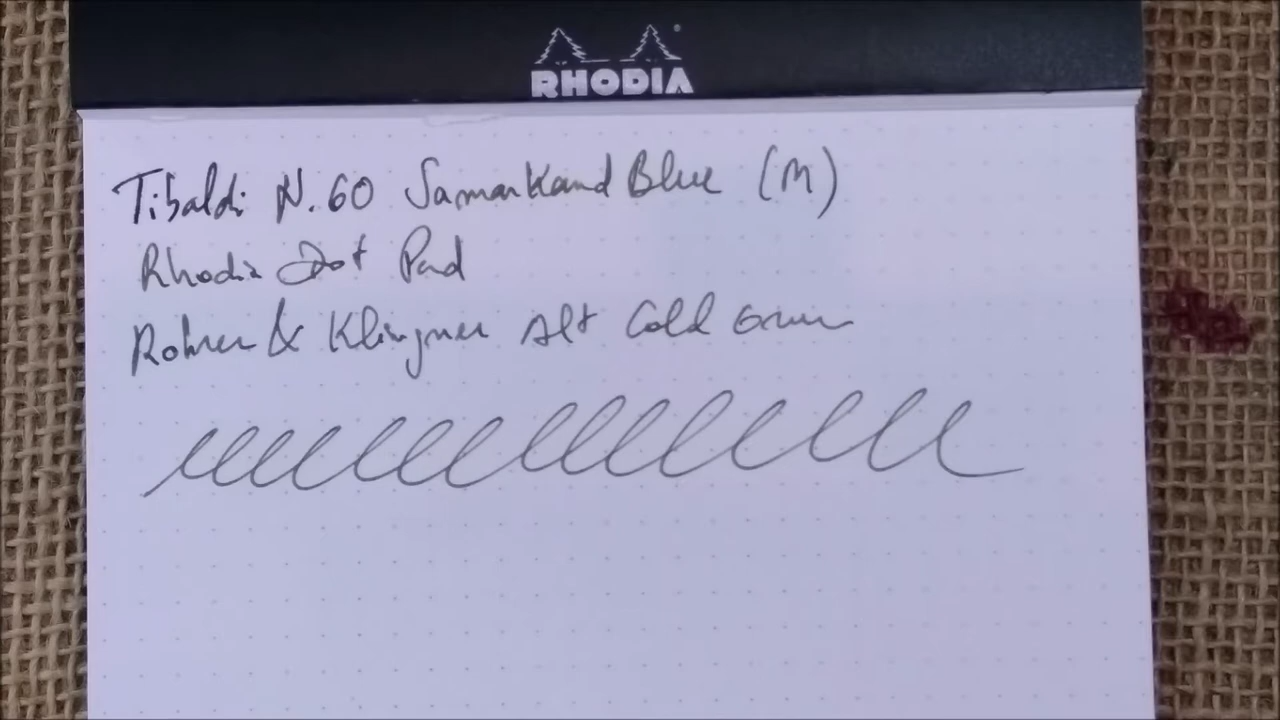 RHODIA
Tibaldi N.60 Samarkand Blue (M)
Rhodia Dot Pad
Rohrer & Klingner Alt Gold Grun